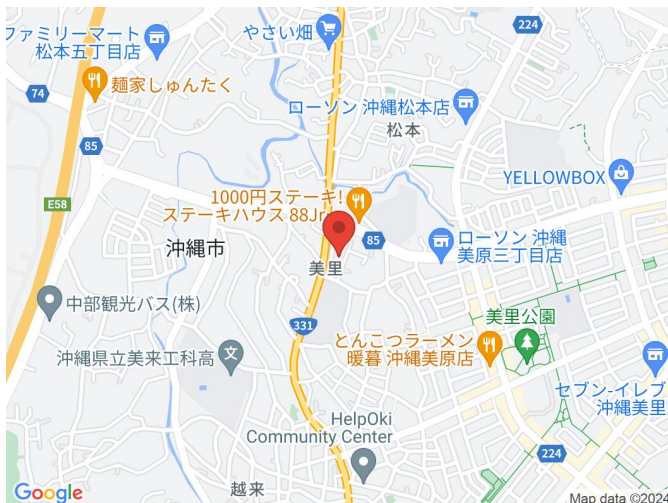 ファミリーマート
松本五丁目店
やさい畑
224
74
麺家しゅんたく
ローソン 沖縄松本店
松本
85
YELLOWBOX
E58
1000円ステーキ!
ステーキハウス 88Jr.
85
沖縄市
美里
ローソン 沖縄
美原三丁目店
中部観光バス(株)
331
美里公園
とんこつラーメン
暖暮 沖縄美原店
沖縄県立美来工科高
文
セブン-イレブ
沖縄美里
HelpOki
Community Center
224
越来
Google
Map data ©2024